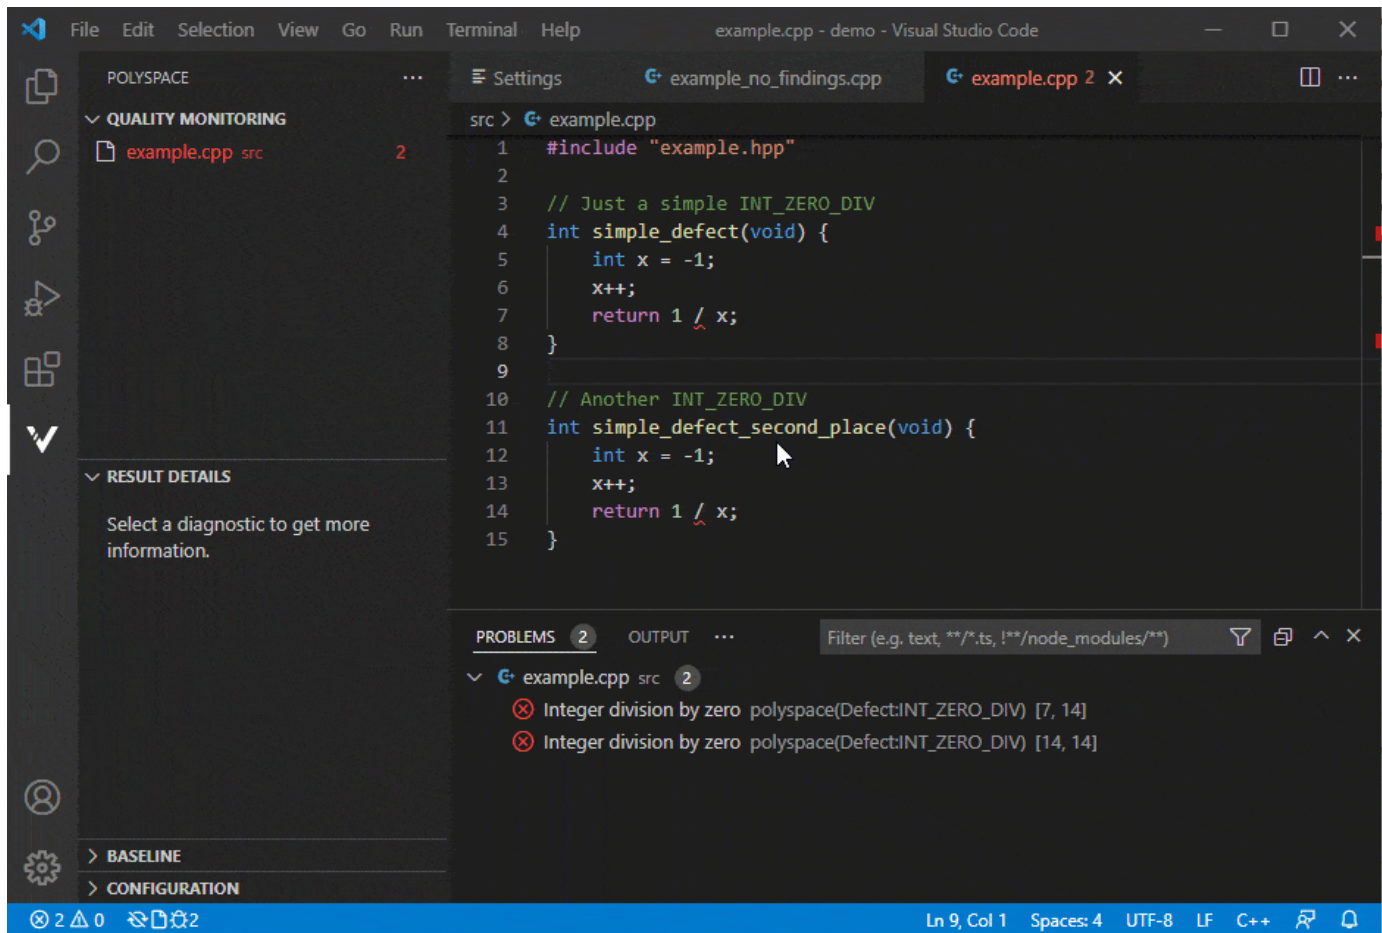 File Edit Selection View Go Run Terminal Help example.cpp - demo - Visual Studio Code
POLYSPACE
QUALITY MONITORING
example.cpp src 2
RESULT DETAILS
Select a diagnostic to get more
information.
BASELINE
CONFIGURATION
Settings example_no_findings.cpp example.cpp 2
src > example.cpp
1 #include "example.hpp"
2
3 // Just a simple INT_ZERO_DIV
4 int simple_defect(void) {
5 int x = -1;
6 x++;
7 return 1 / x;
8 }
9
10 // Another INT_ZERO_DIV
11 int simple_defect_second_place(void) {
12 int x = -1;
13 x++;
14 return 1 / x;
15 }
PROBLEMS 2 OUTPUT ··· Filter (e.g. text, **/*.ts, !**/node_modules/**)
example.cpp src 2
Integer division by zero polyspace(Defect:INT_ZERO_DIV) [7, 14]
Integer division by zero polyspace(Defect:INT_ZERO_DIV) [14, 14]
2 0 2 Ln 9, Col 1 Spaces: 4 UTF-8 LF C++